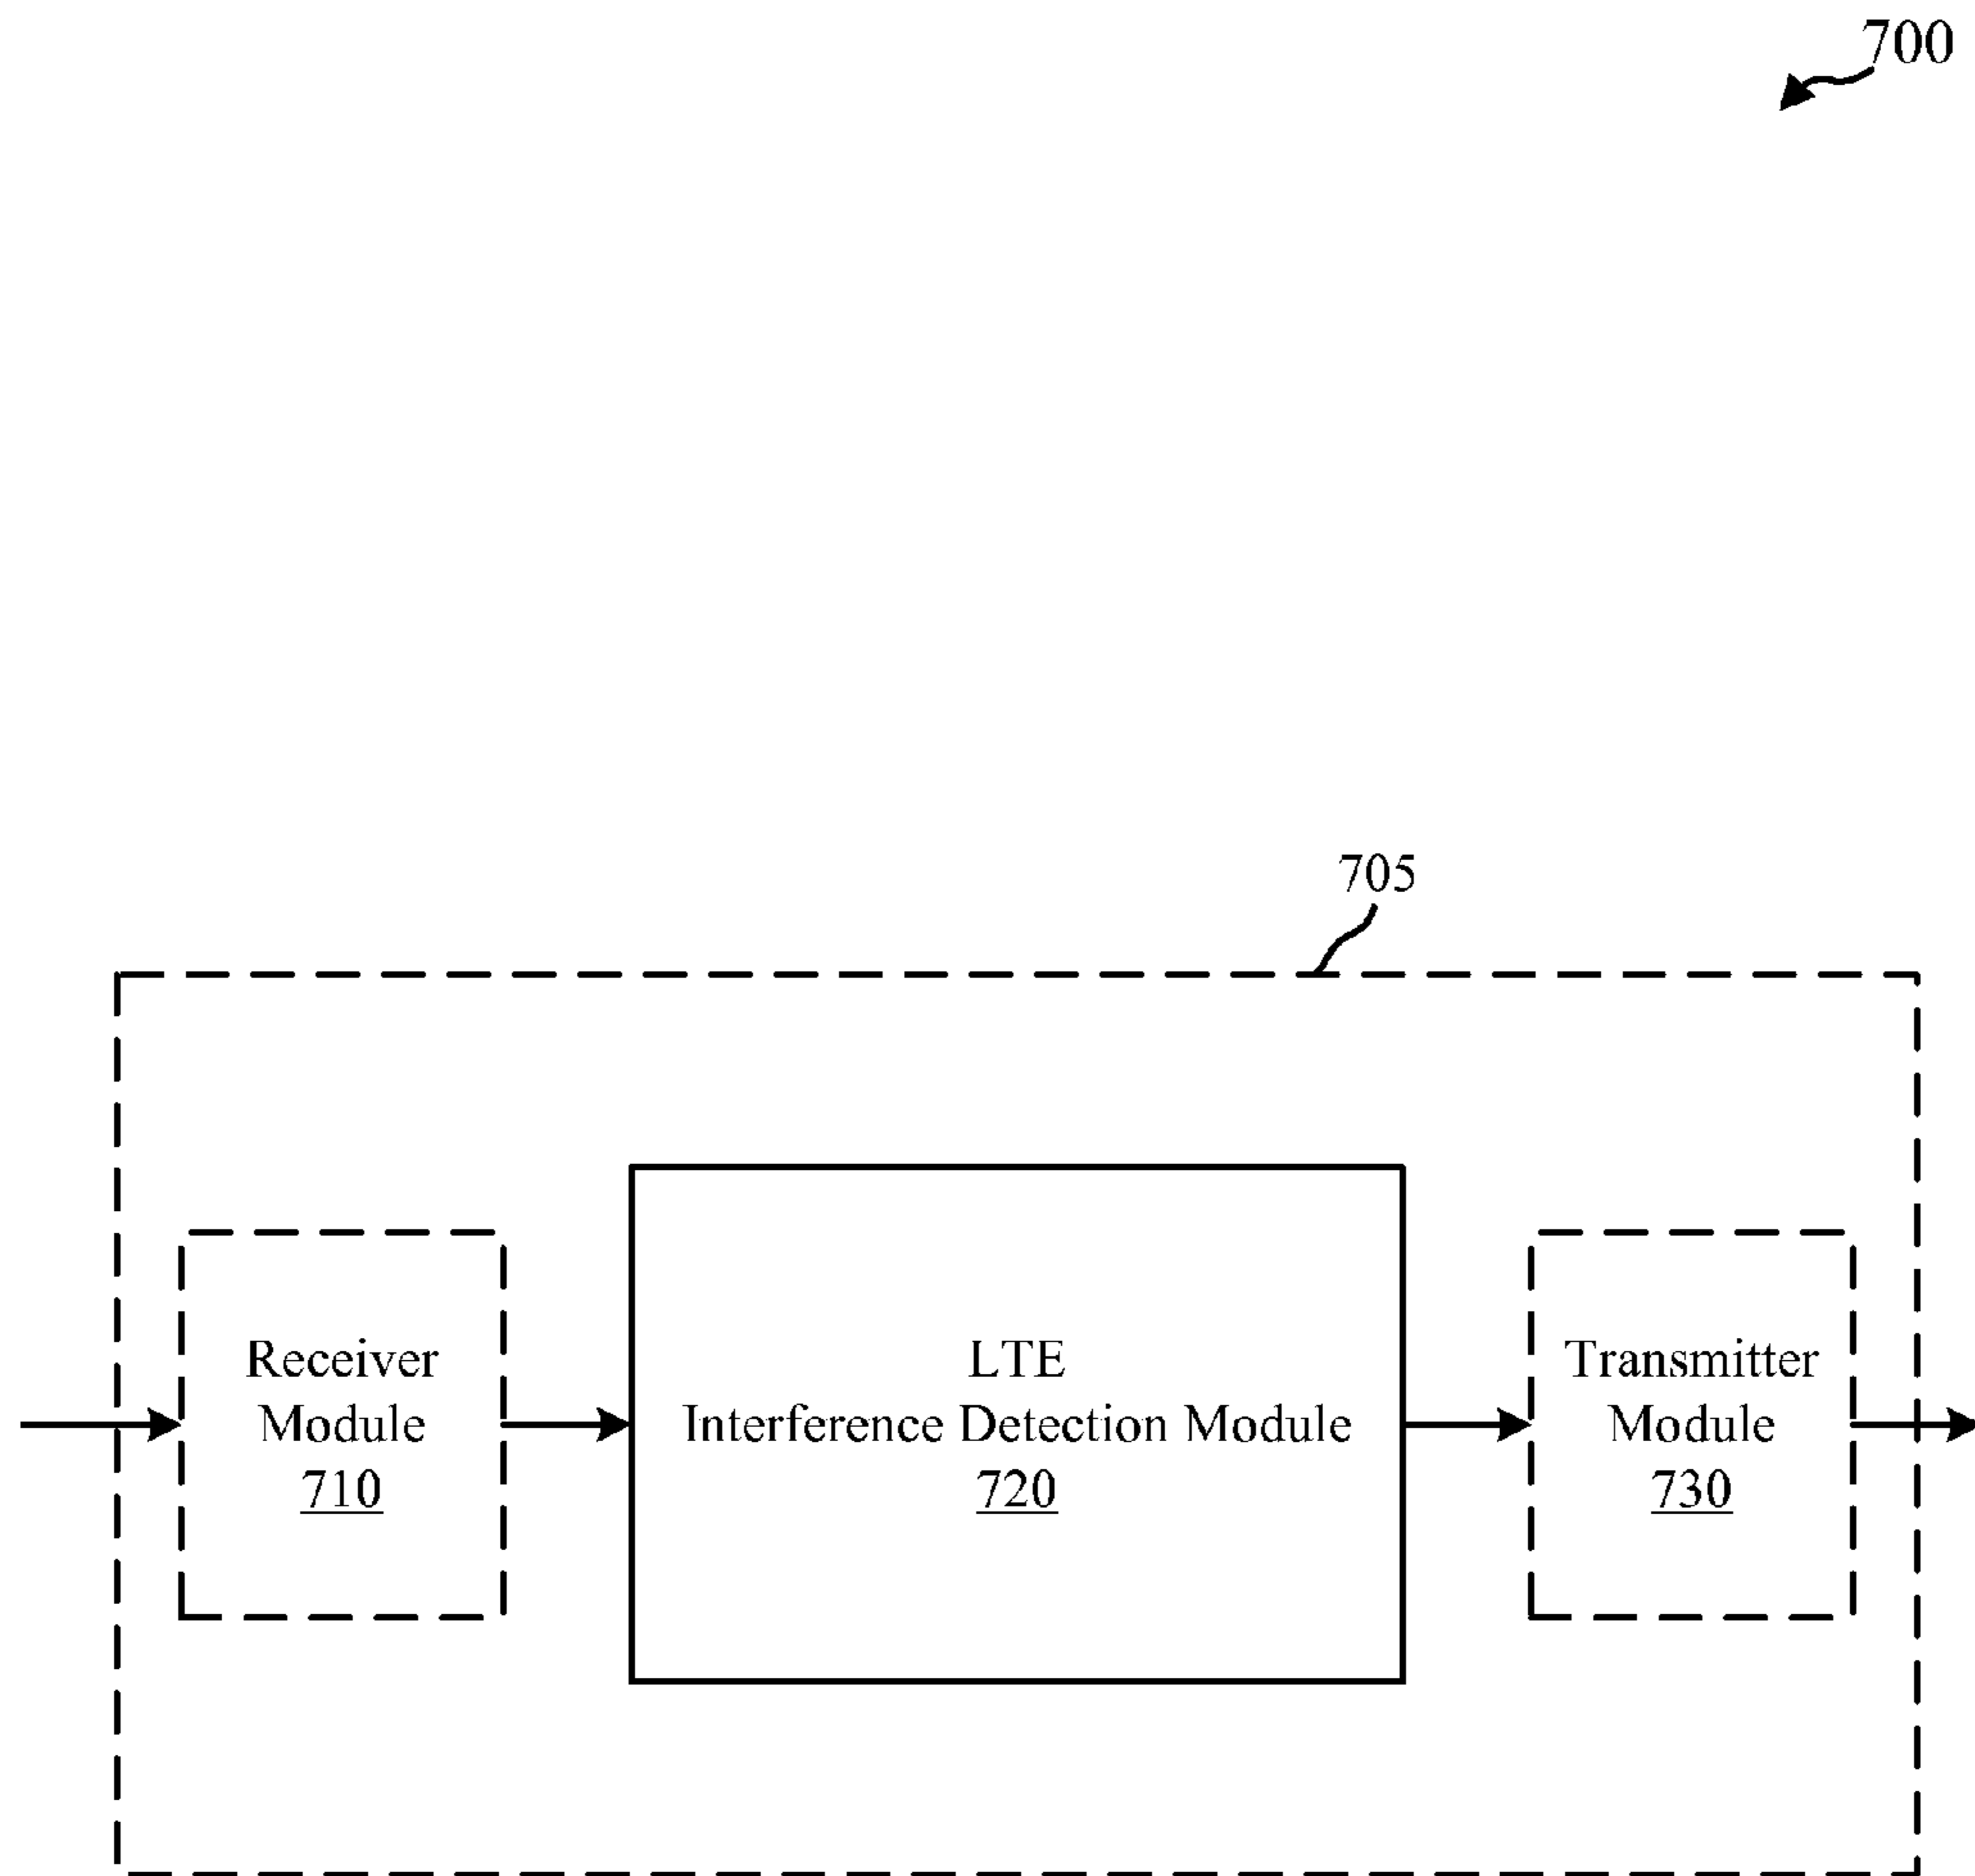 700
705
Receiver
Module
710
LTE
Interference Detection Module
720
Transmitter
Module
730